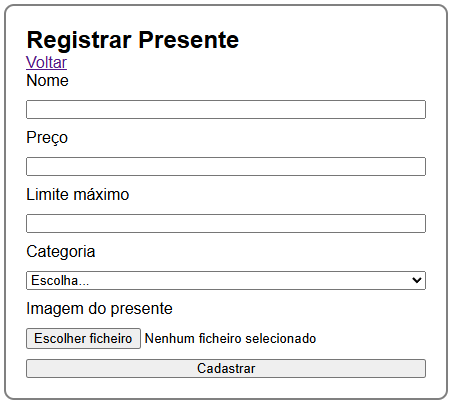 Registrar Presente
Voltar
Nome
Preço
Limite máximo
Categoria
Escolha...
Imagem do presente
Escolher ficheiro Nenhum ficheiro selecionado
Cadastrar